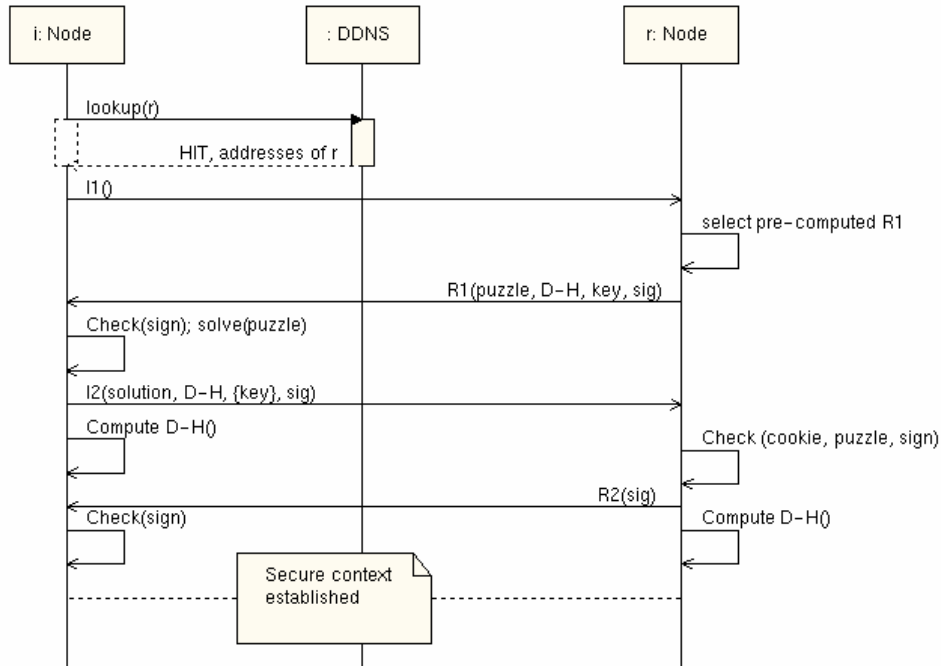 i: Node
: DDNS
r: Node
lookup(r)
HIT, addresses of r
I1()
select pre-computed R1
R1(puzzle, D-H, key, sig)
Check(sign); solve(puzzle)
I2(solution, D-H, {key}, sig)
Compute D-H()
Check (cookie, puzzle, sign)
R2(sig)
Check(sign)
Compute D-H()
Secure context
established